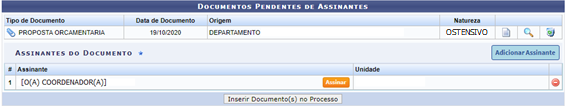 DOCUMENTOS PENDENTES DE ASSINANTES
Tipo de Documento Data de Documento Origem Natureza
PROPOSTA ORCAMENTARIA 19/10/2020 DEPARTAMENTO OSTENSIVO
ASSINANTES DO DOCUMENTO Adicionar Assinante
# Assinante Unidade
1 [O(A) COORDENADOR(A)] Assinar
Inserir Documento(s) no Processo